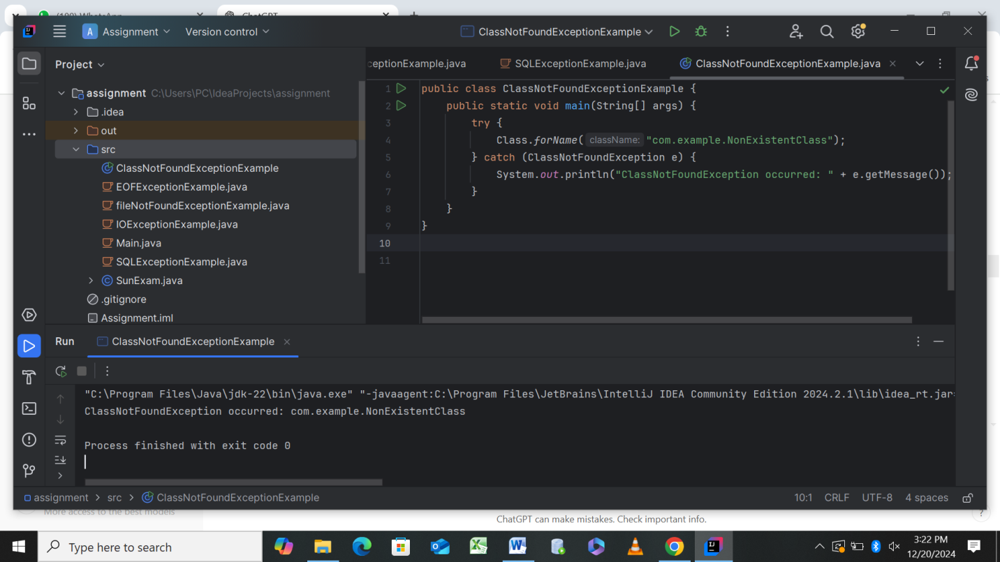 (199) WhatsApp
ChatGPT
A Assignment
Version control
ClassNotFoundExceptionExample
Project
ceptionExample.java
SQLExceptionExample.java
ClassNotFoundExceptionExample.java
assignment C:\Users\PC\IdeaProjects\assignment
.idea
out
src
ClassNotFoundExceptionExample
EOFExceptionExample.java
fileNotFoundExceptionExample.java
IOExceptionExample.java
Main.java
SQLExceptionExample.java
SunExam.java
.gitignore
Assignment.iml
1 public class ClassNotFoundExceptionExample {
2 public static void main(String[] args) {
3 try {
4 Class.forName( className: "com.example.NonExistentClass");
5 } catch (ClassNotFoundException e) {
6 System.out.println("ClassNotFoundException occurred: " + e.getMessage());
7 }
8 }
9 }
10
11
Run
ClassNotFoundExceptionExample
"C:\Program Files\Java\jdk-22\bin\java.exe" "-javaagent:C:\Program Files\JetBrains\IntelliJ IDEA Community Edition 2024.2.1\lib\idea_rt.jar=
ClassNotFoundException occurred: com.example.NonExistentClass
Process finished with exit code 0
assignment > src > ClassNotFoundExceptionExample
10:1 CRLF UTF-8 4 spaces
More access to the best models
ChatGPT can make mistakes. Check important info.
?
Type here to search
3:22 PM
12/20/2024